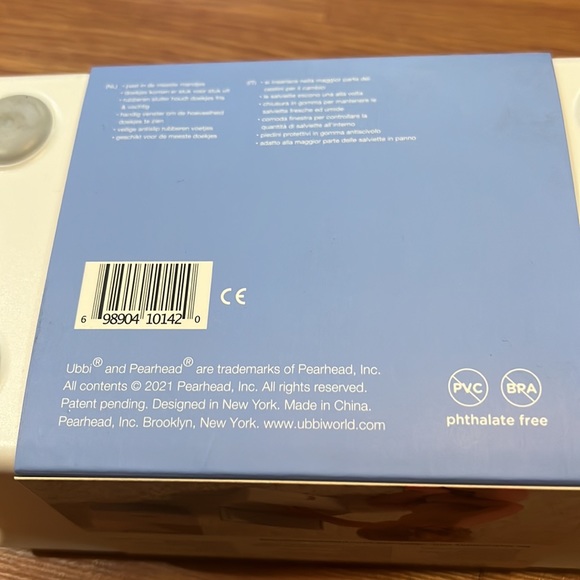 (NL) • past in de meeste mandjes
• doekjes komen er stuk voor stuk uit
• rubberen sluiter houdt doekjes fris
& vochtig
• handig venster om de hoeveelheid
doekjes te zien
• veilige antislip rubberen voetjes
• geschikt voor de meeste doekjes
(IT) • si inserisce nella maggior parte dei
cestini per il cambio
• le salviette escono una alla volta
• chiusura in gomma per mantenere le
salviette fresche ed umide
• comoda finestra per controllare la
quantità di salviette all'interno
• piedini protettivi in gomma antiscivolo
• adatto alla maggior parte delle salviette in panno
6 98904 10142 0
CE
Ubbi® and Pearhead® are trademarks of Pearhead, Inc.
All contents © 2021 Pearhead, Inc. All rights reserved.
Patent pending. Designed in New York. Made in China.
Pearhead, Inc. Brooklyn, New York. www.ubbiworld.com
PVC BRA
phthalate free